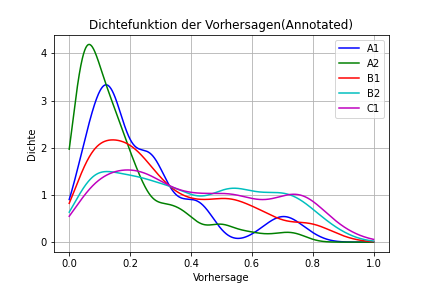 Dichtefunktion der Vorhersagen(Annotated)
A1
A2
B1
B2
C1
Dichte
4
3
2
1
0
0.0 0.2 0.4 0.6 0.8 1.0
Vorhersage